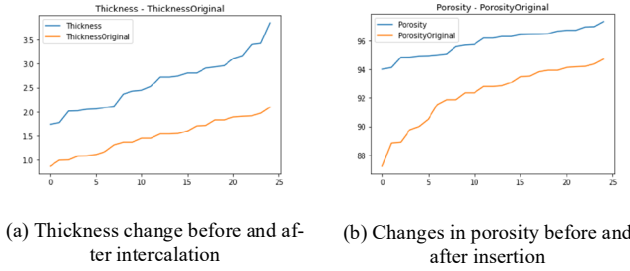 Thickness - ThicknessOriginal
Thickness
ThicknessOriginal
3.5
3.0
2.5
2.0
1.5
1.0
0
5
10
15
20
25
(a) Thickness change before and af-
ter intercalation
Porosity - PorosityOriginal
Porosity
PorosityOriginal
96
94
92
90
88
0
5
10
15
20
25
(b) Changes in porosity before and
after insertion